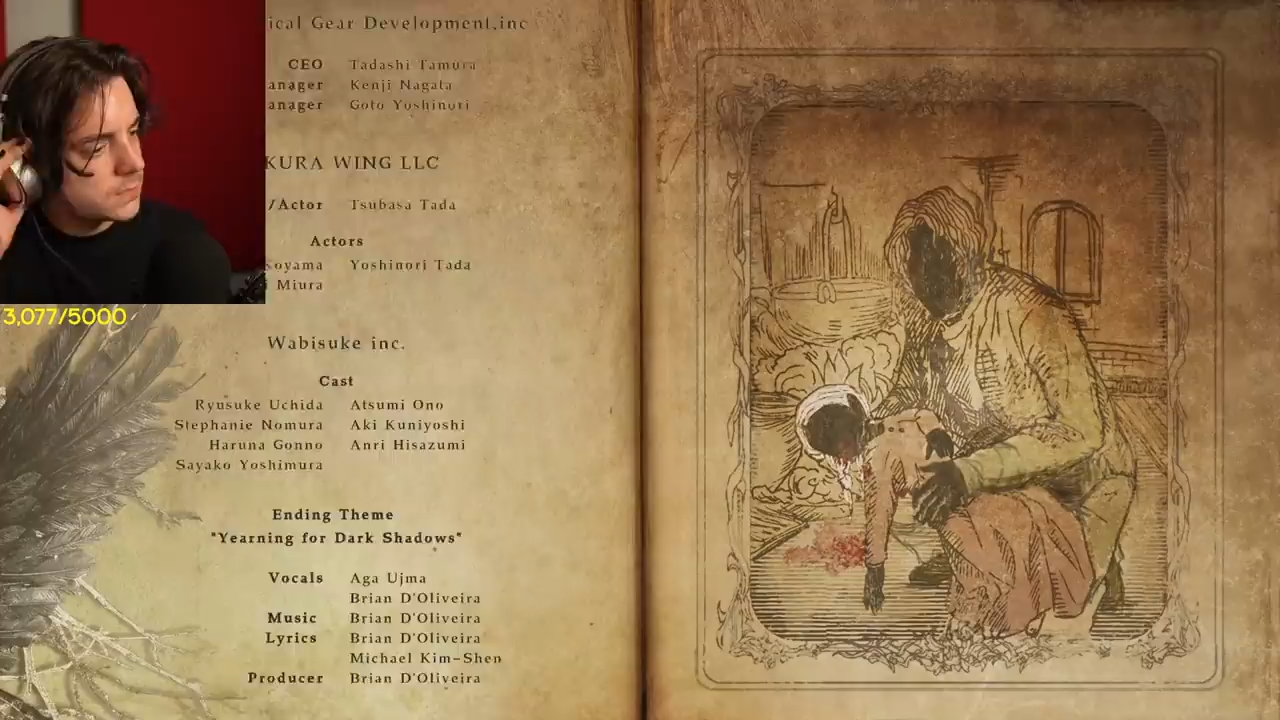 ical Gear Development,inc
CEO Tadashi Tamura
anager Kenji Nagata
anager Goto Yoshinori
KURA WING LLC
/Actor Tsubasa Tada
Actors
soyama Yoshinori Tada
i Miura
3,077/5000
Wabisuke inc.
Cast
Ryusuke Uchida Atsumi Ono
Stephanie Nomura Aki Kuniyoshi
Haruna Gonno Anri Hisazumi
Sayako Yoshimura
Ending Theme
"Yearning for Dark Shadows"
Vocals Aga Ujma
Brian D'Oliveira
Music Brian D'Oliveira
Lyrics Brian D'Oliveira
Michael Kim-Shen
Producer Brian D'Oliveira